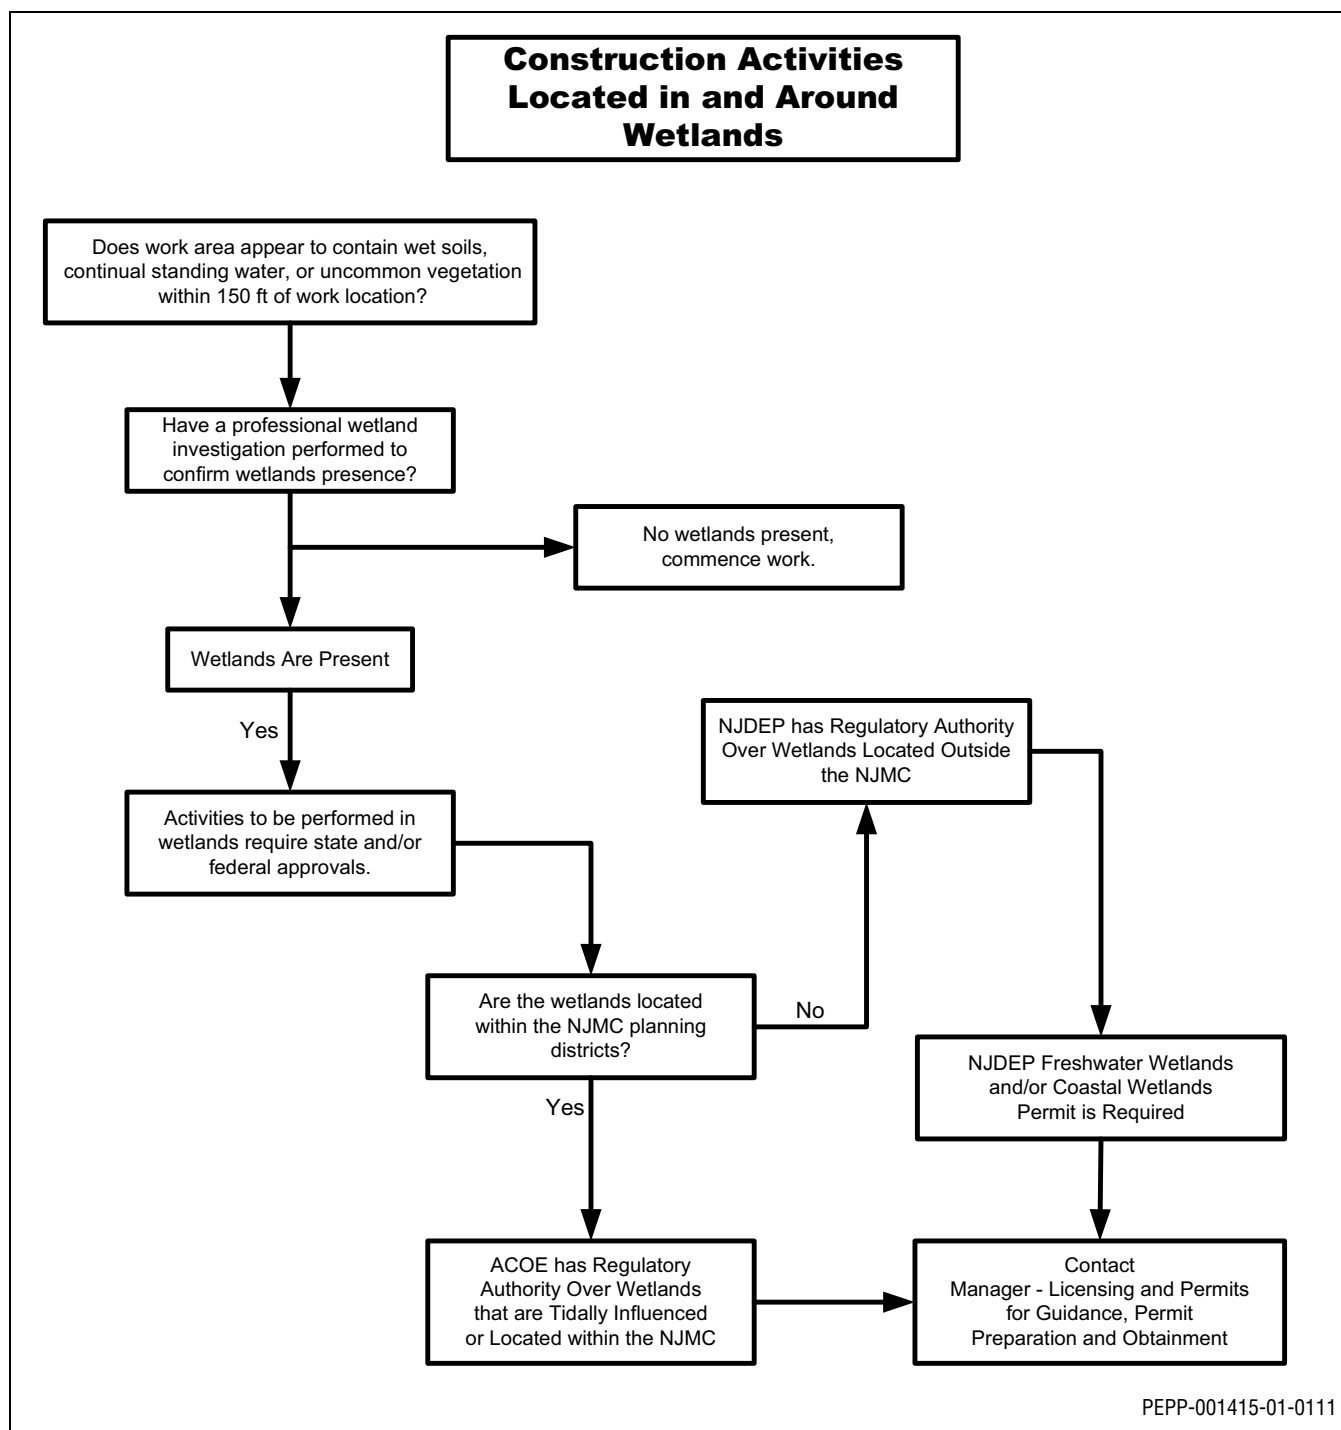 Construction Activities
Located in and Around
Wetlands
Does work area appear to contain wet soils,
continual standing water, or uncommon vegetation
within 150 ft of work location?
Have a professional wetland
investigation performed to
confirm wetlands presence?
No wetlands present,
commence work.
Wetlands Are Present
Yes
Activities to be performed in
wetlands require state and/or
federal approvals.
NJDEP has Regulatory Authority
Over Wetlands Located Outside
the NJMC
Are the wetlands located
within the NJMC planning
districts?
No
Yes
NJDEP Freshwater Wetlands
and/or Coastal Wetlands
Permit is Required
ACOE has Regulatory
Authority Over Wetlands
that are Tidally Influenced
or Located within the NJMC
Contact
Manager - Licensing and Permits
for Guidance, Permit
Preparation and Obtainment
PEPP-001415-01-0111